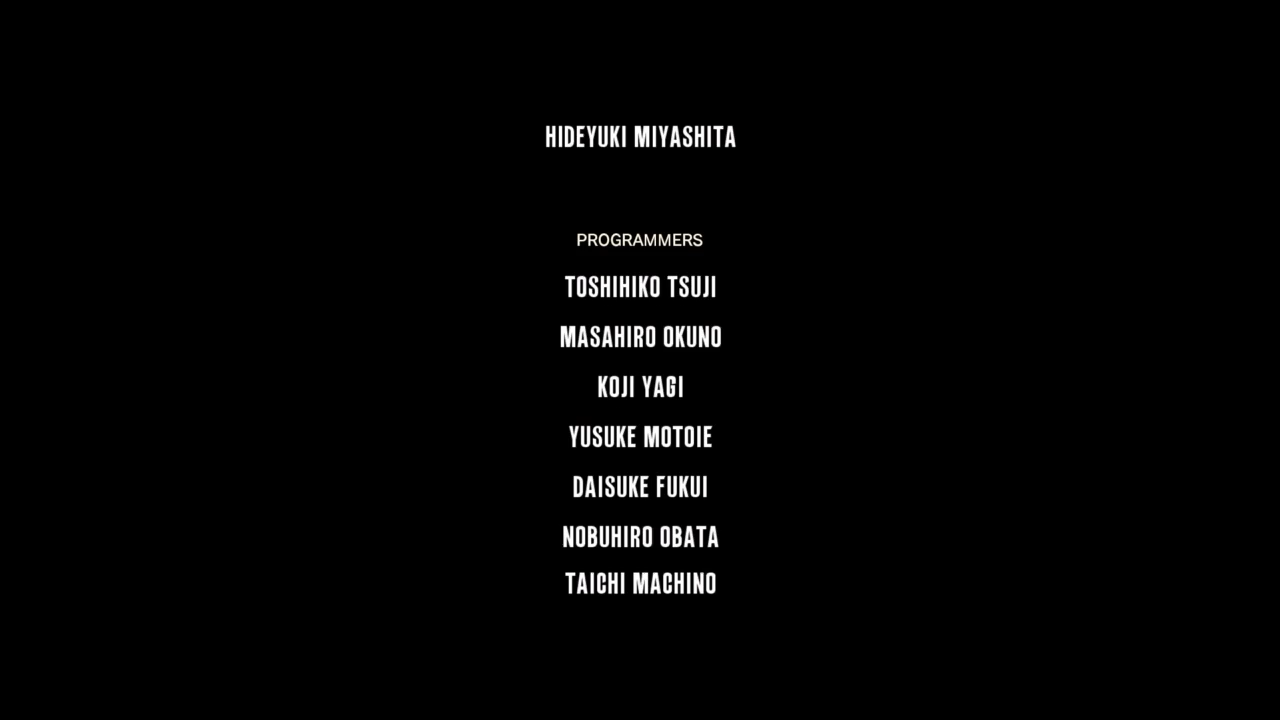 HIDEYUKI MIYASHITA
PROGRAMMERS
TOSHIHIKO TSUJI
MASAHIRO OKUNO
KOJI YAGI
YUSUKE MOTOIE
DAISUKE FUKUI
NOBUHIRO OBATA
TAICHI MACHINO